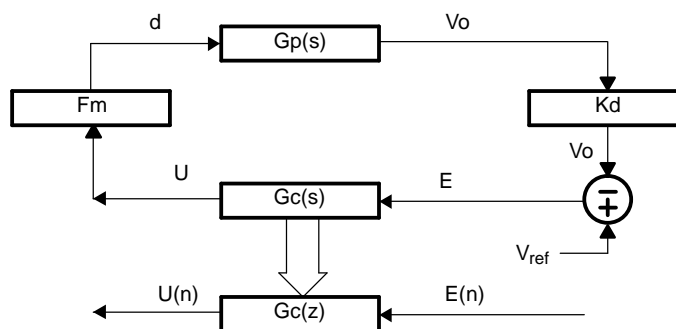 d
Gp(s)
Vo
Fm
Kd
Vo
U
Gc(s)
E
−
+
Vref
U(n)
Gc(z)
E(n)